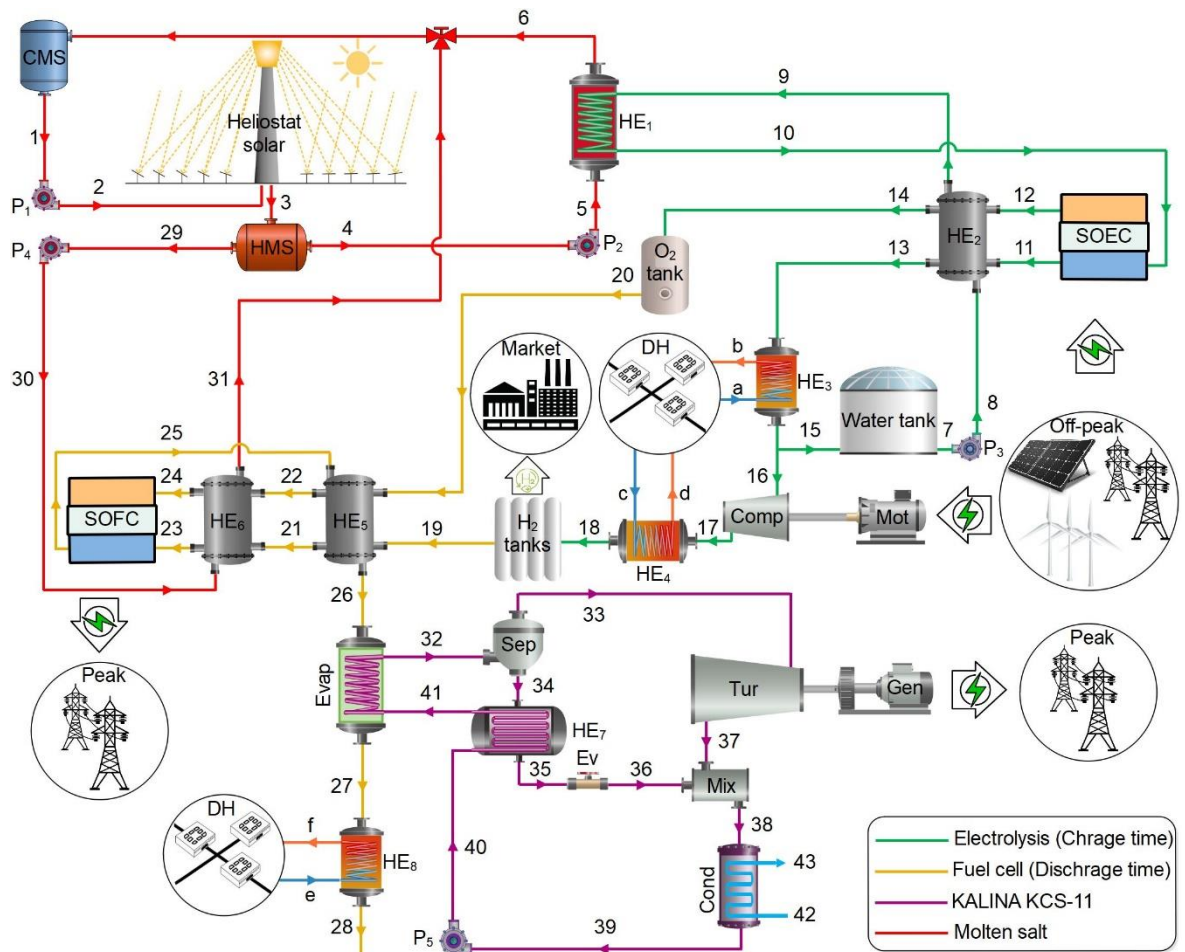 6
CMS
1
Heliostat
solar
HE1
9
10
2
3
P1
5
14
12
4
29
P4
HMS
P2
HE2
SOEC
13
11
O2
tank
20
Market
DH
b
a
HE3
30
31
Water tank
8
Off-peak
15
7
P3
25
16
24
22
c
d
SOFC
HE6
HE5
H2
tanks
18
17
Comp
Mot
23
21
19
HE4
26
33
Peak
32
Sep
Peak
Evap
34
Tur
Gen
41
HE7
37
Ev
35
36
Mix
27
DH
38
f
40
HE8
e
Cond
43
42
28
P5
39
Electrolysis (Chrage time)
Fuel cell (Dischrage time)
KALINA KCS-11
Molten salt